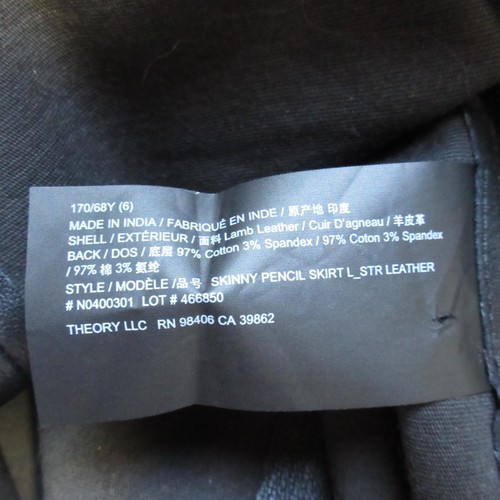 170/68Y (6)
MADE IN INDIA / FABRIQUÉ EN INDE / 原产地 印度
SHELL / EXTÉRIEUR / 面料 Lamb Leather / Cuir D'agneau / 羊皮革
BACK / DOS / 底层 97% Cotton 3% Spandex / 97% Coton 3% Spandex
/ 97% 棉 3% 氨纶
STYLE / MODÈLE /品号 SKINNY PENCIL SKIRT L_STR LEATHER
# N0400301 LOT # 466850
THEORY LLC RN 98406 CA 39862